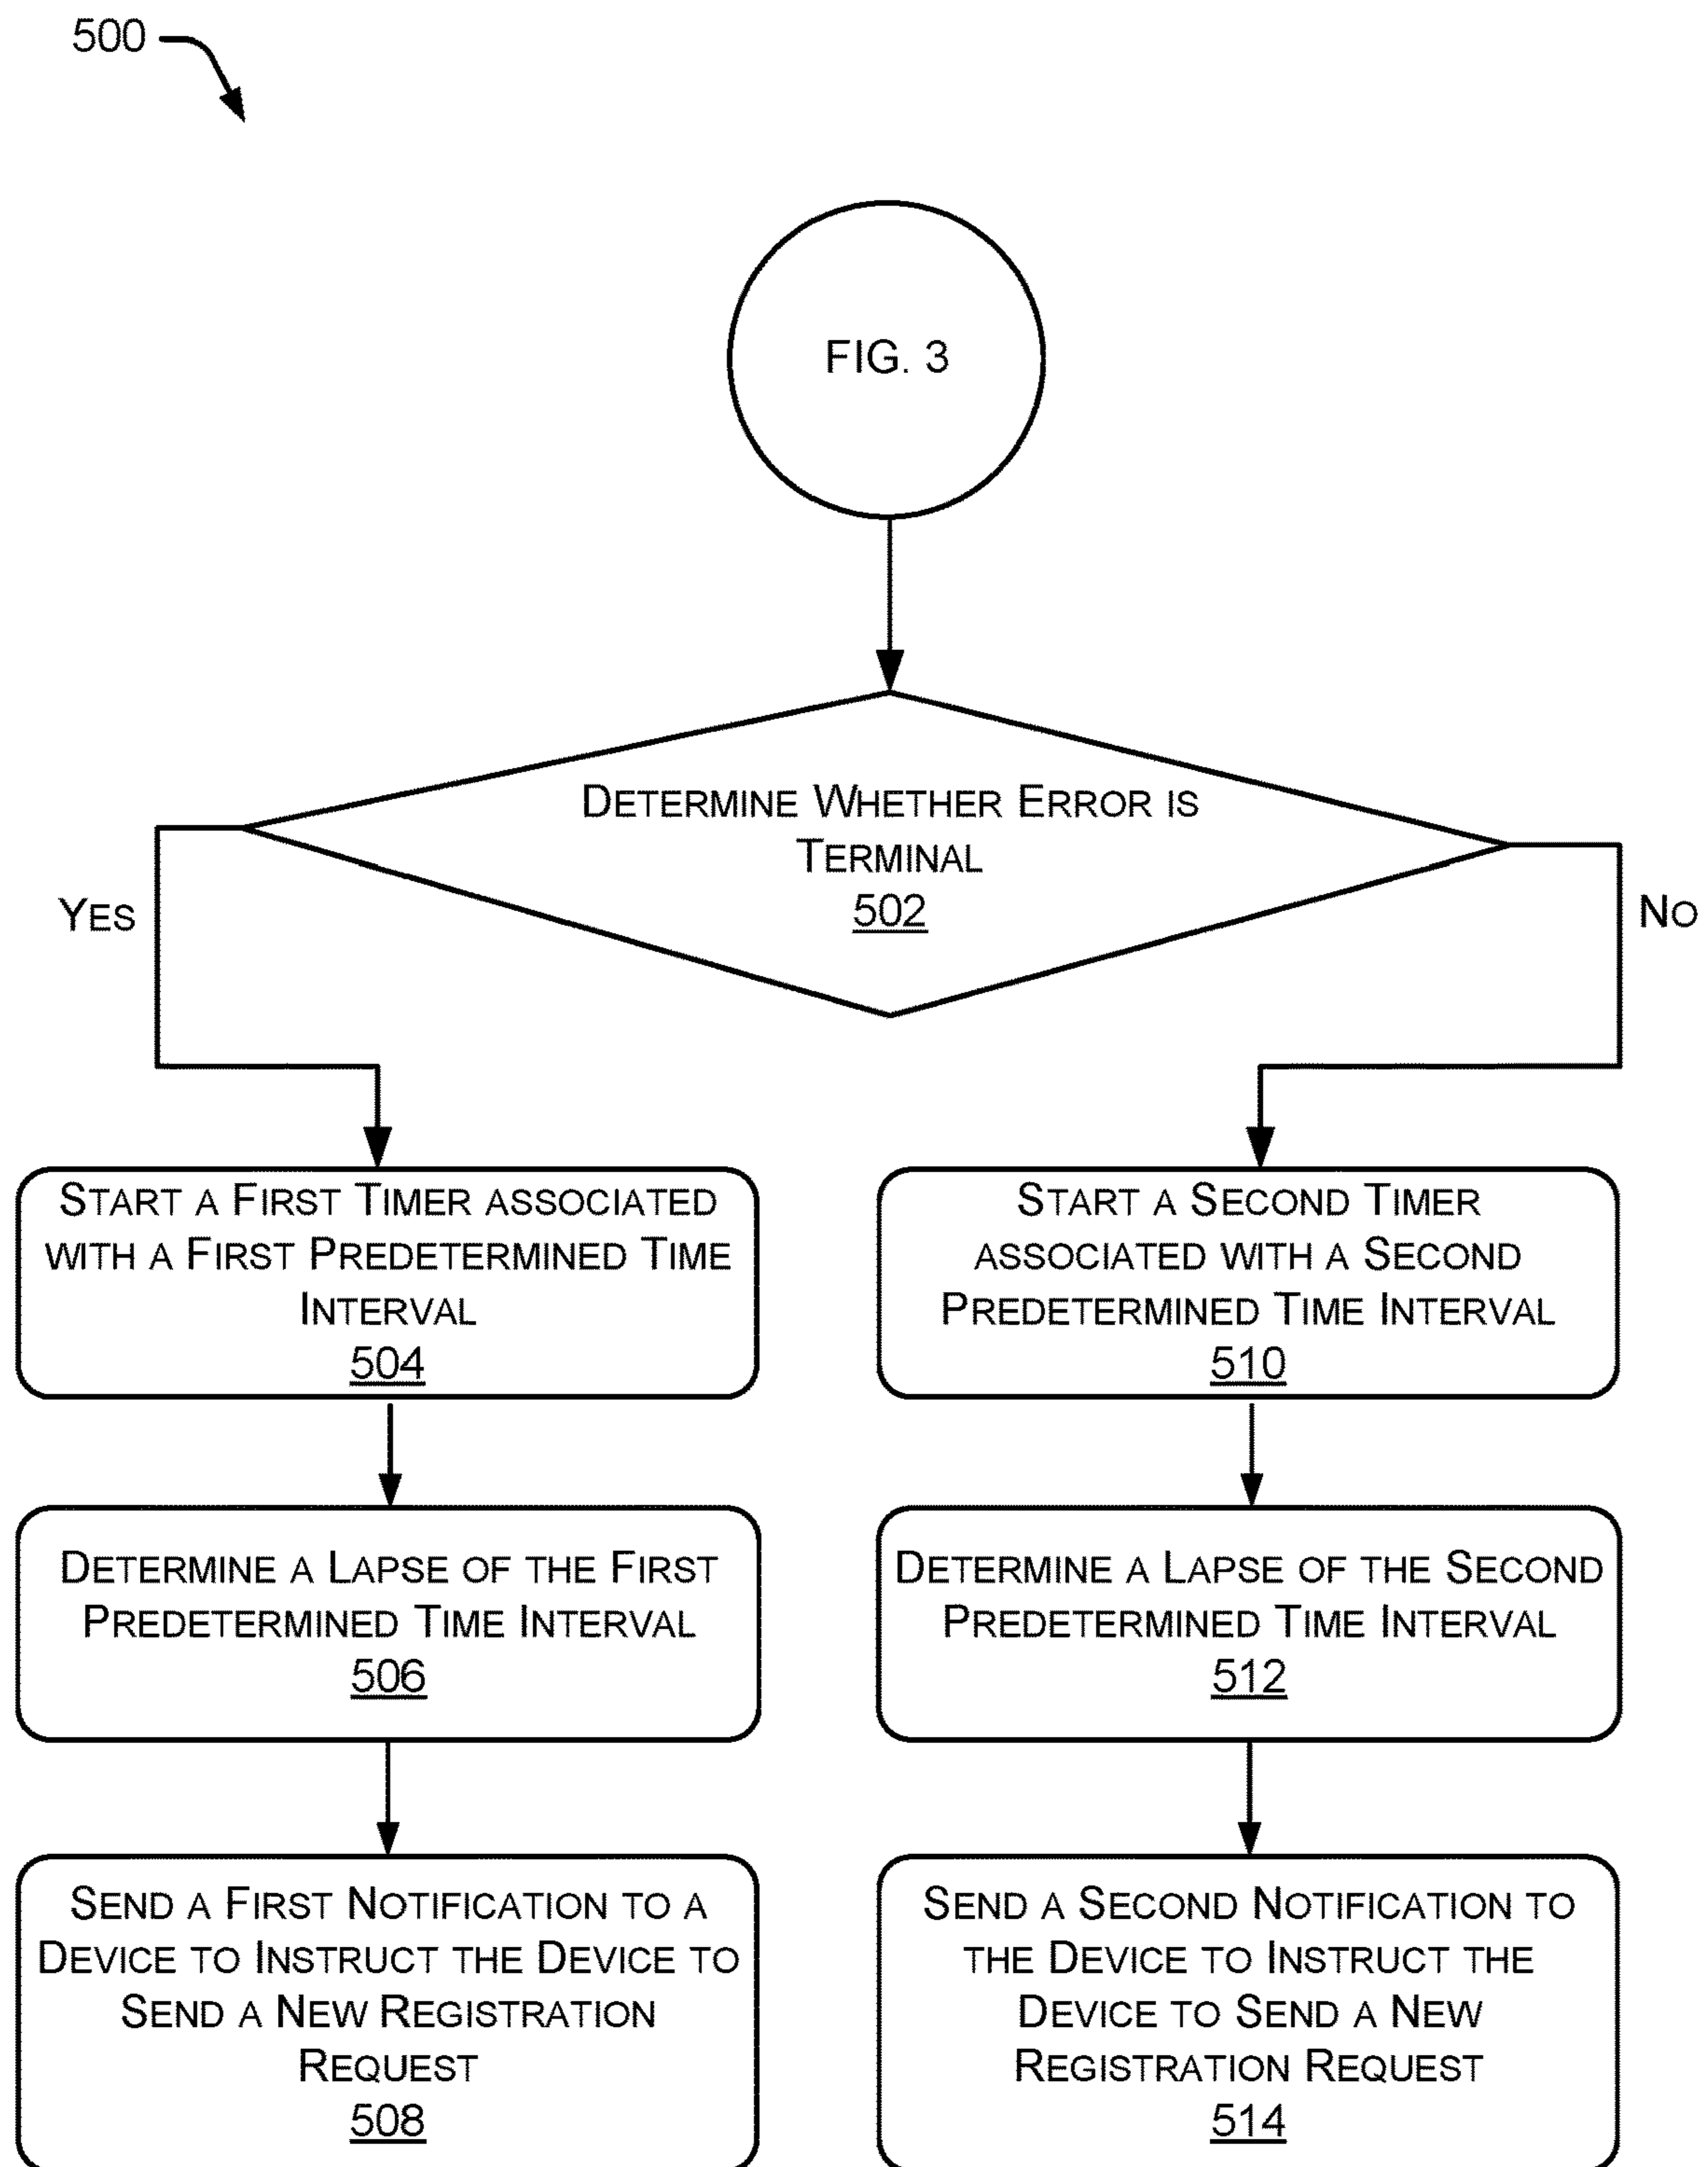 500
FIG. 3
DETERMINE WHETHER ERROR IS
TERMINAL
502
YES
NO
START A FIRST TIMER ASSOCIATED
WITH A FIRST PREDETERMINED TIME
INTERVAL
504
START A SECOND TIMER
ASSOCIATED WITH A SECOND
PREDETERMINED TIME INTERVAL
510
DETERMINE A LAPSE OF THE FIRST
PREDETERMINED TIME INTERVAL
506
DETERMINE A LAPSE OF THE SECOND
PREDETERMINED TIME INTERVAL
512
SEND A FIRST NOTIFICATION TO A
DEVICE TO INSTRUCT THE DEVICE TO
SEND A NEW REGISTRATION
REQUEST
508
SEND A SECOND NOTIFICATION TO
THE DEVICE TO INSTRUCT THE
DEVICE TO SEND A NEW
REGISTRATION REQUEST
514